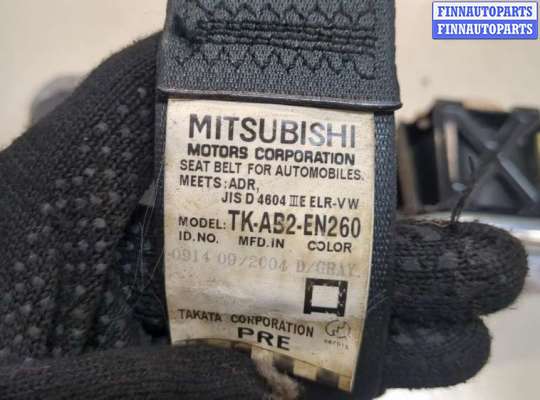 FINNAUTOPARTS
FINNAUTOPARTS
MITSUBISHI
MOTORS CORPORATION
SEAT BELT FOR AUTOMOBILES.
MEETS: ADR,
JIS D 4604 III E ELR-VW
MODEL: TK-AB2-EN260
ID.NO. MFD.IN COLOR
0914 09/2004 D/GRAY
TAKATA CORPORATION
PRE